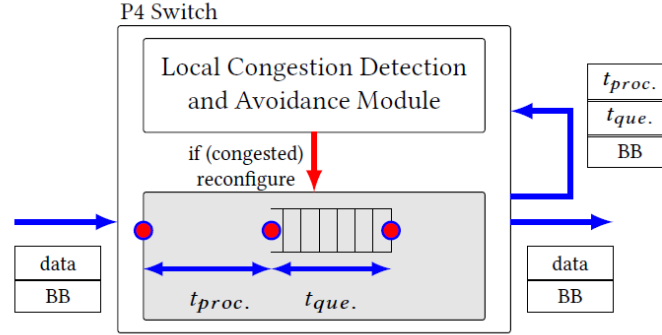 P4 Switch
Local Congestion Detection
and Avoidance Module
if (congested)
reconfigure
t_proc.
t_que.
data
BB
t_proc.
t_que.
BB
data
BB